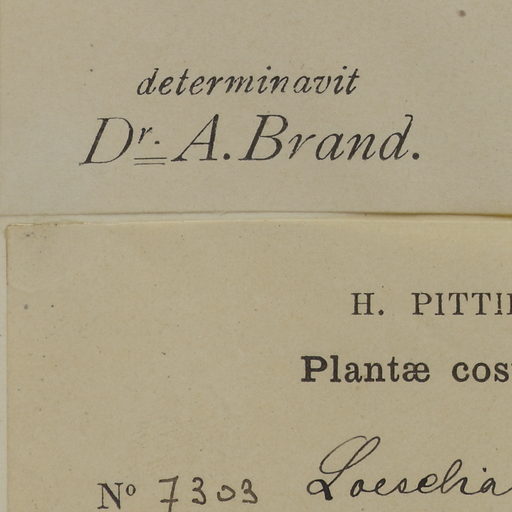 determinavit
Dr. A. Brand.
H. PITTI
Plantæ cos
Nº 7303 Loeselia